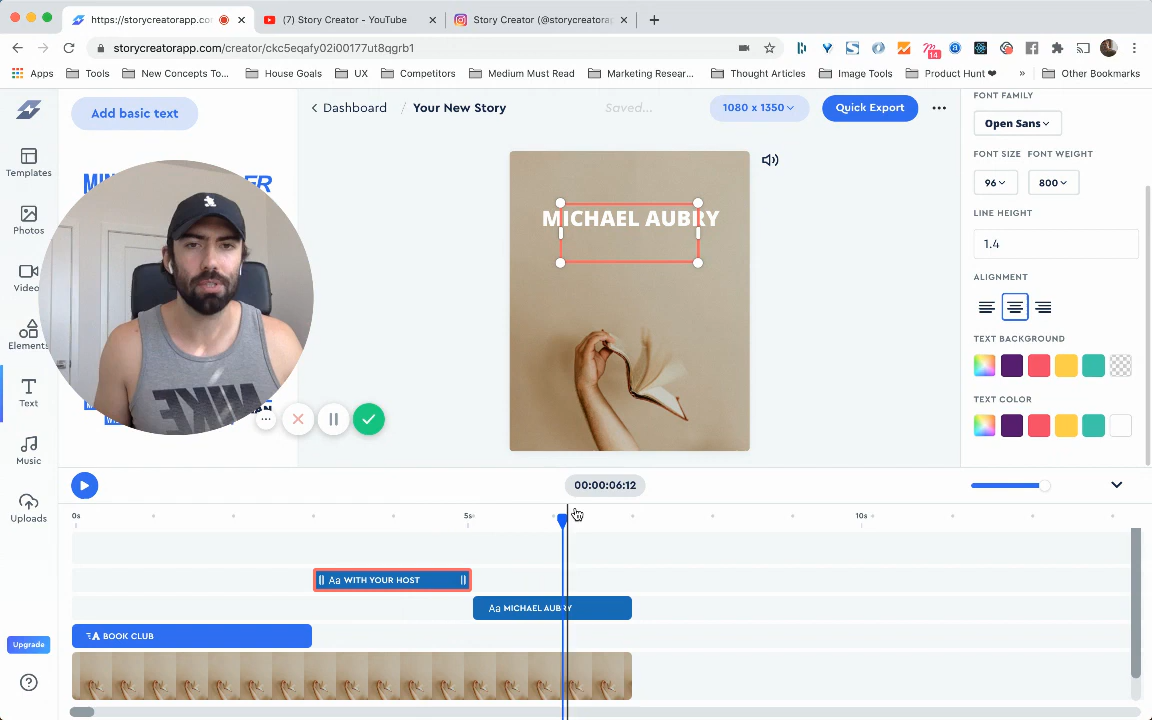 https://storycreatorapp.co
(7) Story Creator - YouTube
Story Creator (@storycreatorap
storycreatorapp.com/creator/ckc5eqafy02i00177ut8qgrb1
14
Apps
Tools
New Concepts To...
House Goals
UX
Competitors
Medium Must Read
Marketing Resear...
Thought Articles
Image Tools
Product Hunt ❤
»
Other Bookmarks
Add basic text
Dashboard / Your New Story
Saved...
1080 x 1350
Quick Export
Templates
Photos
Video
Elements
Text
Music
Uploads
Upgrade
MICHAEL AUBRY
FONT FAMILY
Open Sans
FONT SIZE
FONT WEIGHT
96
800
LINE HEIGHT
1.4
ALIGNMENT
TEXT BACKGROUND
TEXT COLOR
00:00:06:12
0s
5s
10s
Aa WITH YOUR HOST
Aa MICHAEL AUBRY
A BOOK CLUB